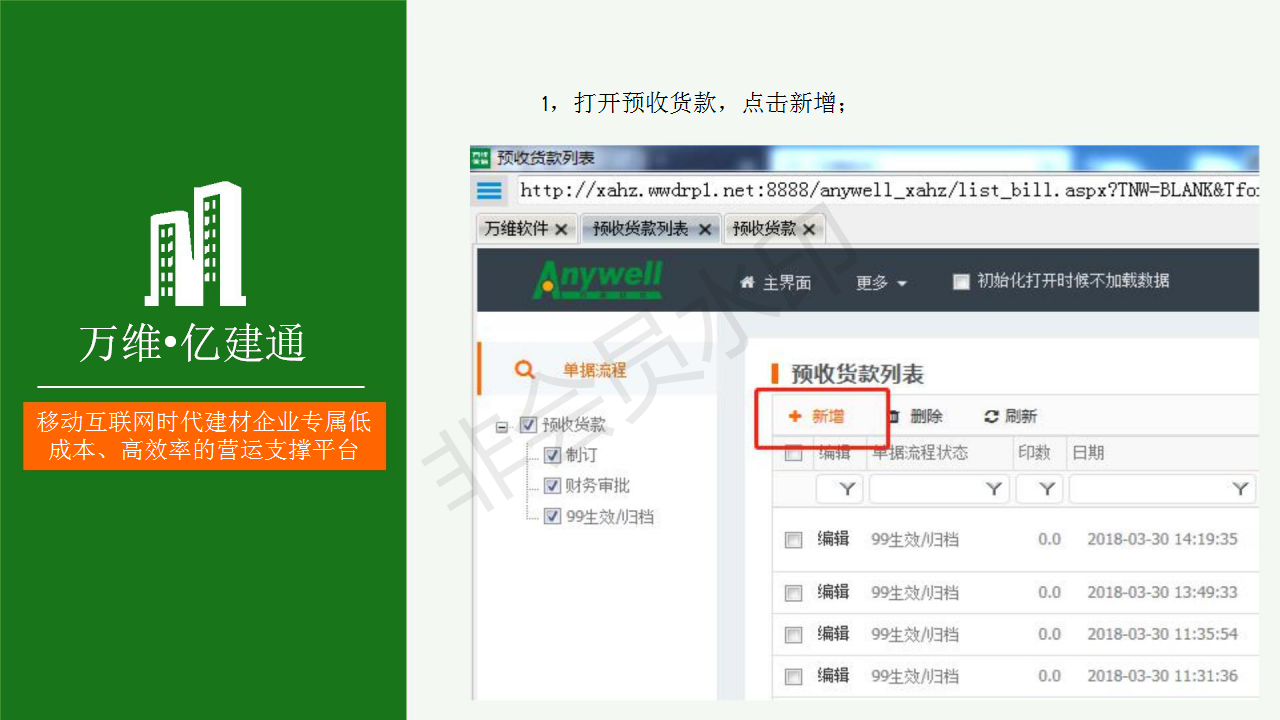 1，打开预收货款，点击新增；
万维•亿建通
移动互联网时代建材企业专属低
成本、高效率的营运支撑平台
预收货款列表
http://xahz.wwdrp1.net:8888/anywell_xahz/list_bill.aspx?TNW=BLANK&Tfo
万维软件 预收货款列表 预收货款
Anywell 主界面 更多 初始化打开时候不加载数据
单据流程
预收货款
制订
财务审批
99生效/归档
预收货款列表
新增 删除 刷新
编辑 单据流程状态 印数 日期
编辑 99生效/归档 0.0 2018-03-30 14:19:35
编辑 99生效/归档 0.0 2018-03-30 13:49:33
编辑 99生效/归档 0.0 2018-03-30 11:35:54
编辑 99生效/归档 0.0 2018-03-30 11:31:36
非会员水印